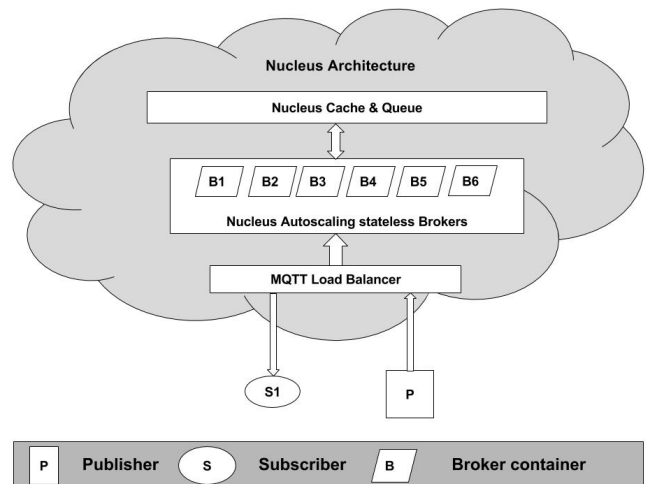 Nucleus Architecture
Nucleus Cache & Queue
B1 B2 B3 B4 B5 B6
Nucleus Autoscaling stateless Brokers
MQTT Load Balancer
S1 P
P Publisher S Subscriber B Broker container